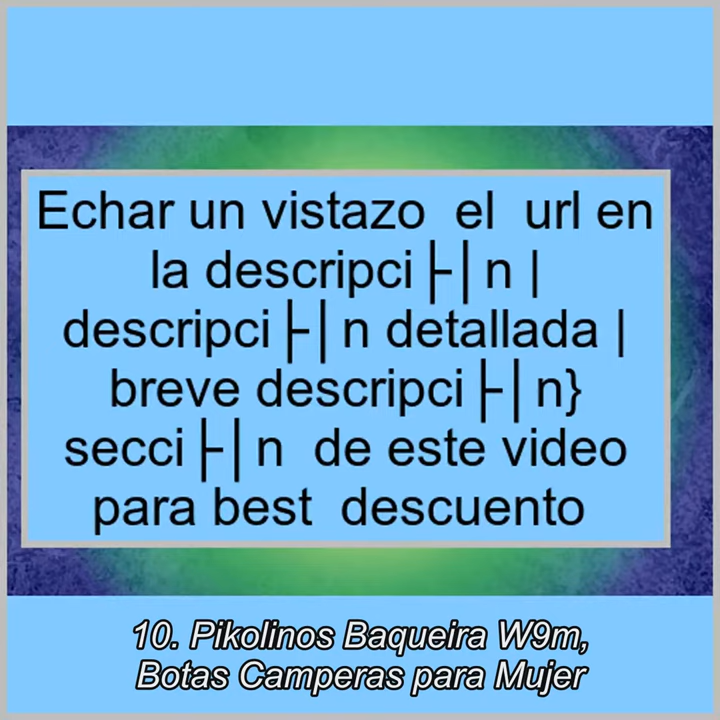 Echar un vistazo  el  url en
la descripci├│n |
descripci├│n detallada |
breve descripci├│n}
secci├│n  de este video
para best  descuento
10. Pikolinos Baqueira W9m,
Botas Camperas para Mujer